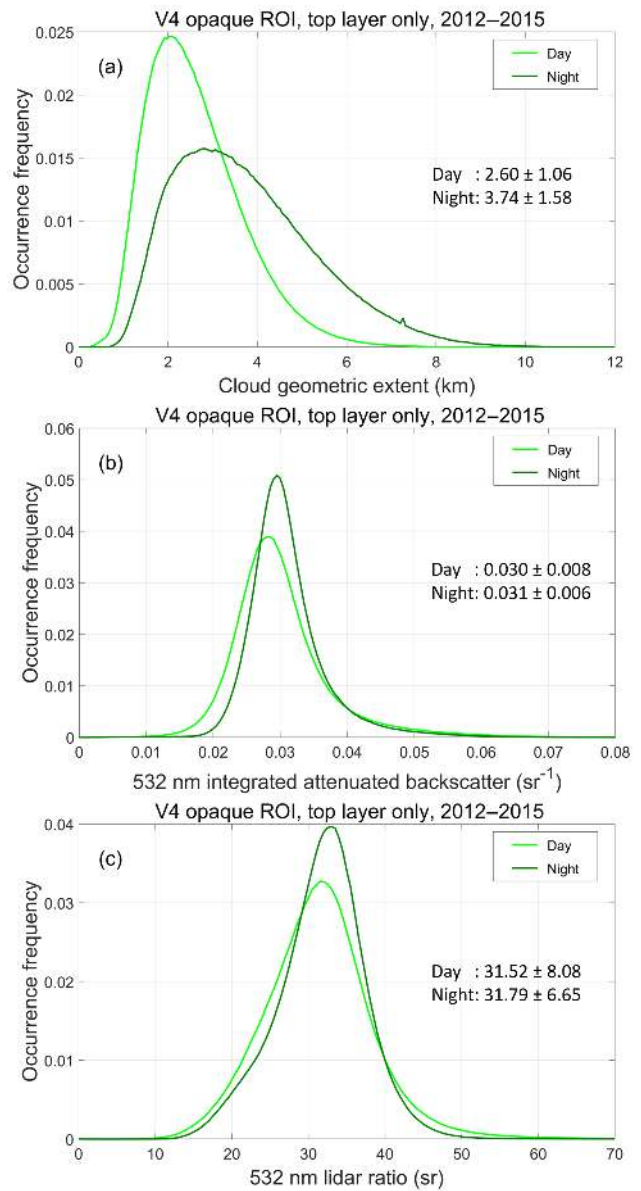 V4 opaque ROI, top layer only, 2012–2015
(a)
Day
Night
Day : 2.60 ± 1.06
Night: 3.74 ± 1.58
Occurrence frequency
0.025
0.02
0.015
0.01
0.005
0
0 2 4 6 8 10 12
Cloud geometric extent (km)
V4 opaque ROI, top layer only, 2012–2015
(b)
Day
Night
Day : 0.030 ± 0.008
Night: 0.031 ± 0.006
Occurrence frequency
0.06
0.05
0.04
0.03
0.02
0.01
0
0 0.01 0.02 0.03 0.04 0.05 0.06 0.07 0.08
532 nm integrated attenuated backscatter (sr⁻¹)
V4 opaque ROI, top layer only, 2012–2015
(c)
Day
Night
Day : 31.52 ± 8.08
Night: 31.79 ± 6.65
Occurrence frequency
0.04
0.03
0.02
0.01
0
0 10 20 30 40 50 60 70
532 nm lidar ratio (sr)